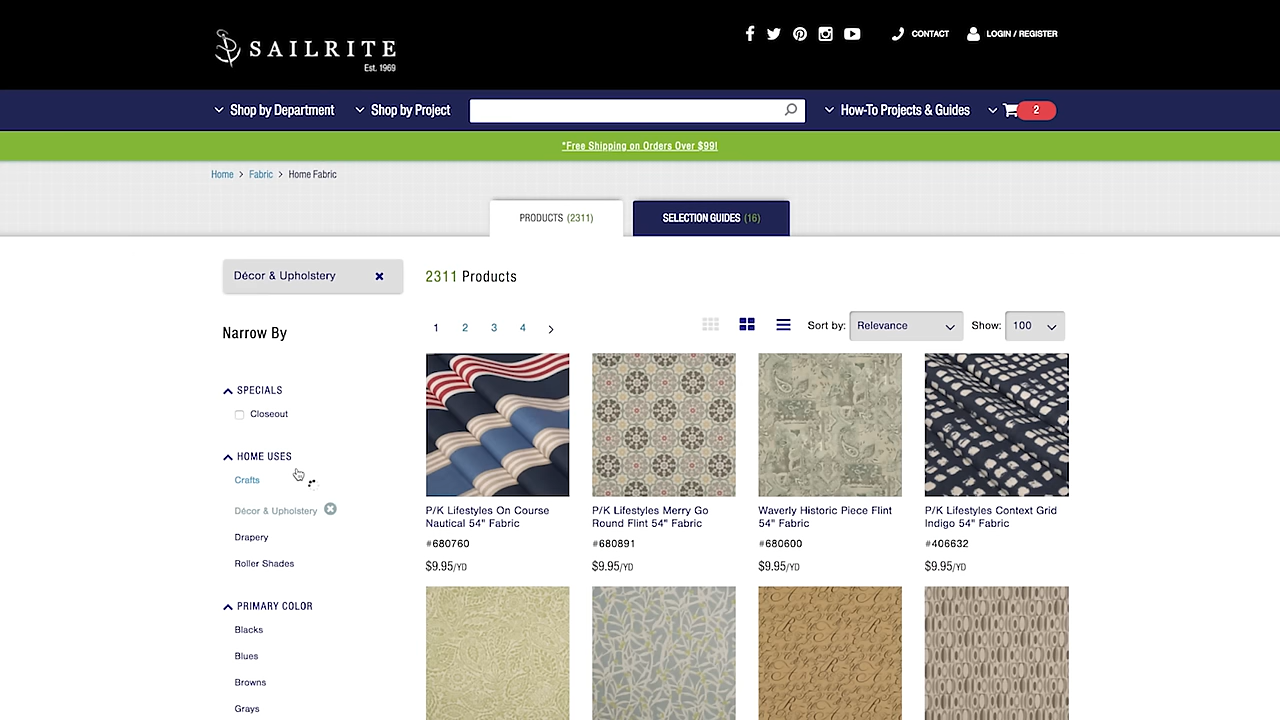 SAILRITE
Est. 1969
CONTACT
LOGIN / REGISTER
Shop by Department
Shop by Project
How-To Projects & Guides
2
*Free Shipping on Orders Over $99!
Home > Fabric > Home Fabric
PRODUCTS (2311)
SELECTION GUIDES (16)
Décor & Upholstery
2311 Products
Narrow By
1 2 3 4
Sort by: Relevance
Show: 100
SPECIALS
Closeout
HOME USES
Crafts
Décor & Upholstery
Drapery
Roller Shades
PRIMARY COLOR
Blacks
Blues
Browns
Grays
P/K Lifestyles On Course
Nautical 54" Fabric
#680760
$9.95/YD
P/K Lifestyles Merry Go
Round Flint 54" Fabric
#680891
$9.95/YD
Waverly Historic Piece Flint
54" Fabric
#680600
$9.95/YD
P/K Lifestyles Context Grid
Indigo 54" Fabric
#406632
$9.95/YD